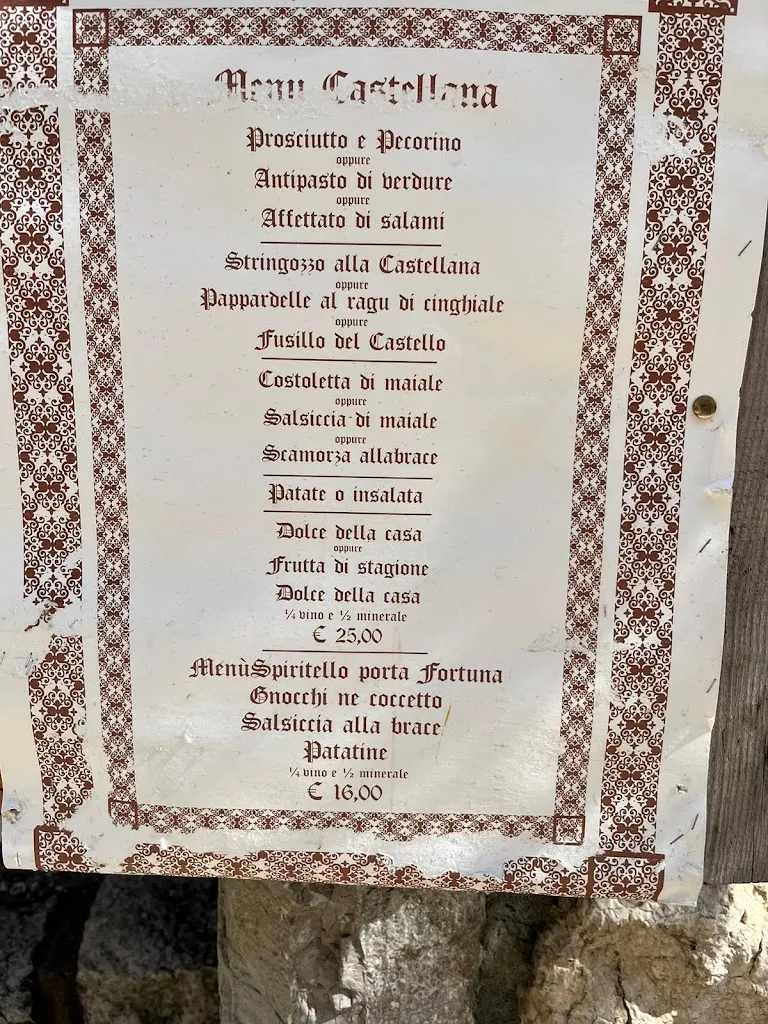 Menu Castellana
Prosciutto e Pecorino
oppure
Antipasto di verdure
oppure
Affettato di salami
Stringozzo alla Castellana
oppure
Pappardelle al ragu di cinghiale
oppure
Fusillo del Castello
Costoletta di maiale
oppure
Salsiccia di maiale
oppure
Scamorza allabrace
Patate o insalata
Dolce della casa
oppure
Frutta di stagione
Dolce della casa
¼ vino e ½ minerale
€ 25,00
MenùSpiritello porta Fortuna
Gnocchi ne coccetto
Salsiccia alla brace
Patatine
¼ vino e ½ minerale
€ 16,00